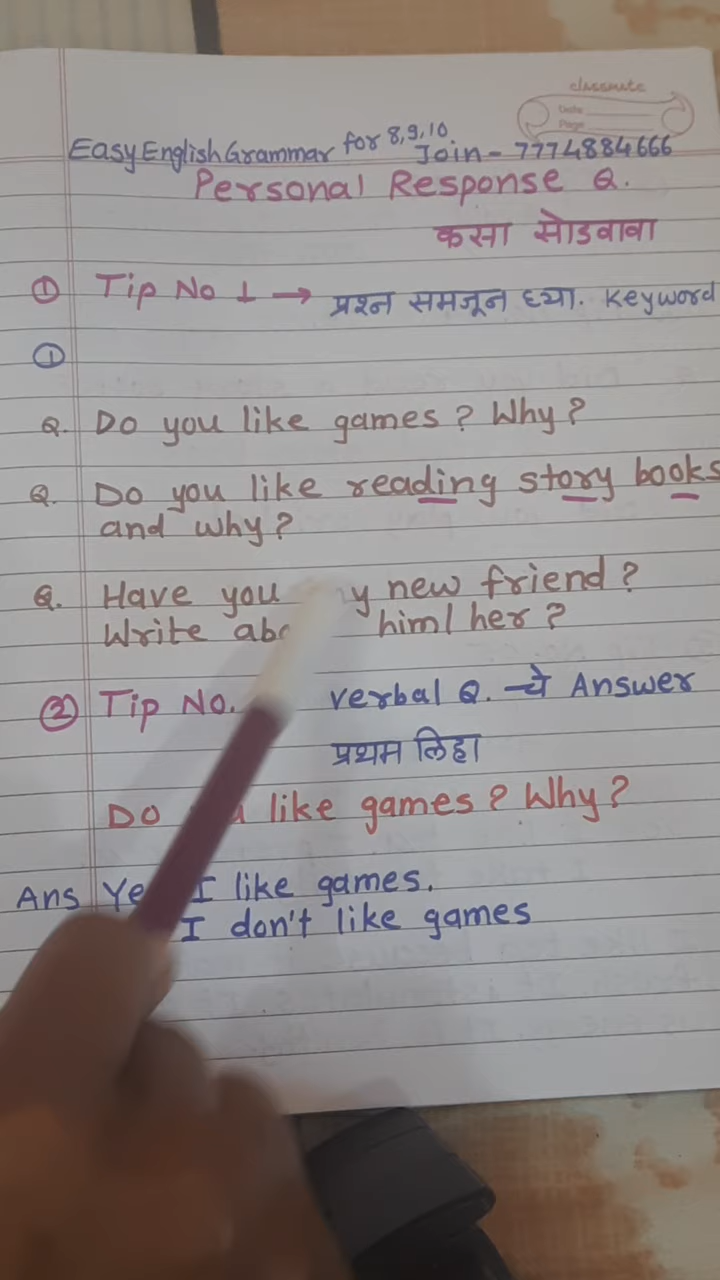 classmate
Date
Page
Easy English Grammar for 8,9,10 Join - 7774884666
Personal Response Q.
कसा सोडवावा
① Tip No 1 → प्रश्न समजून घ्या. Keyword
①
Q. Do you like games? Why?
Q. Do you like reading story books
and why?
Q. Have you new friend?
Write him/her?
② Tip No. verbal Q. -चे Answer
प्रथम लिहा
Do like games? Why?
Ans I like games.
I don't like games